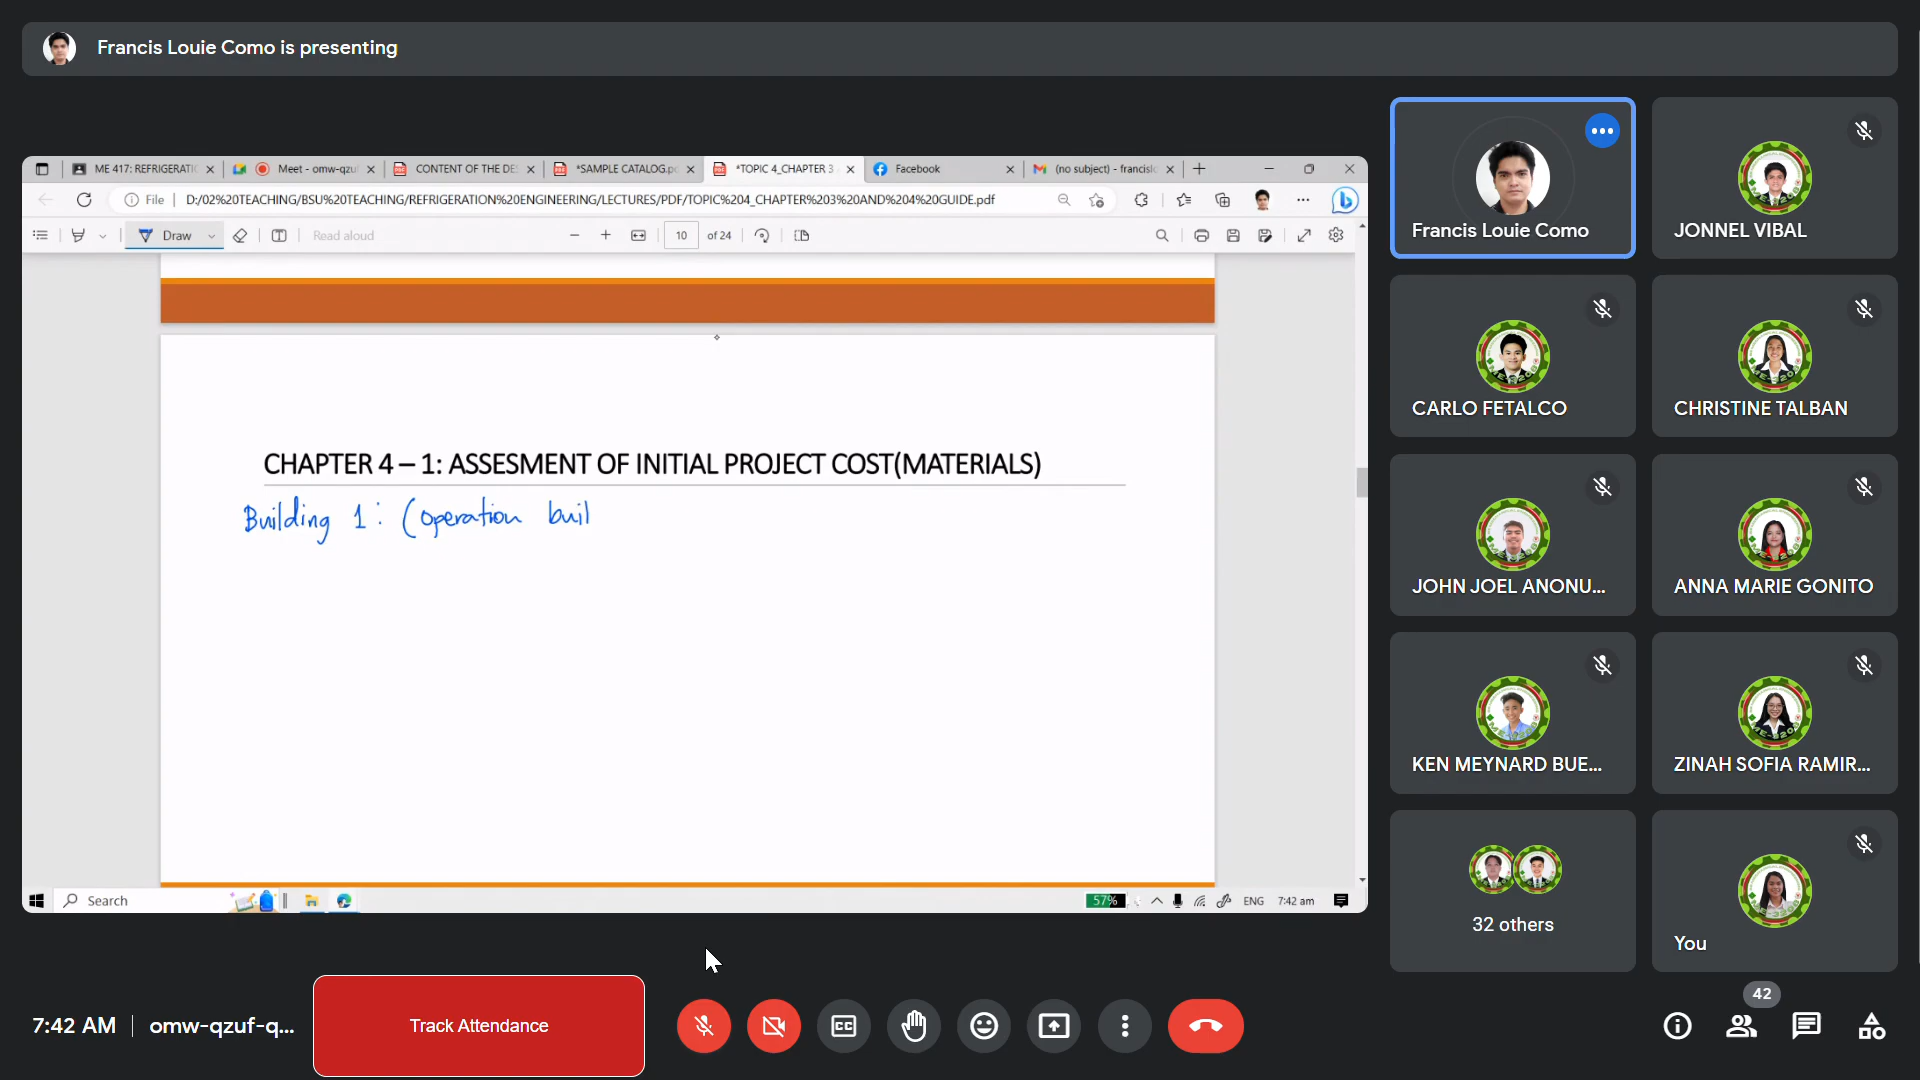 Francis Louie Como is presenting
ME 417: REFRIGERATIO
Meet - omw-qzuf
CONTENT OF THE DE
*SAMPLE CATALOG.p
*TOPIC 4_CHAPTER 3
Facebook
(no subject) - francislo
File
D:/02%20TEACHING/BSU%20TEACHING/REFRIGERATION%20ENGINEERING/LECTURES/PDF/TOPIC%204_CHAPTER%203%20AND%204%20GUIDE.pdf
Draw
Read aloud
10 of 24
CHAPTER 4 – 1: ASSESMENT OF INITIAL PROJECT COST(MATERIALS)
Building 1: (operation buil
Search
57%
ENG
7:42 am
Francis Louie Como
JONNEL VIBAL
CARLO FETALCO
CHRISTINE TALBAN
JOHN JOEL ANONU...
ANNA MARIE GONITO
KEN MEYNARD BUE...
ZINAH SOFIA RAMIR...
32 others
You
7:42 AM
omw-qzuf-q...
Track Attendance
CC
42